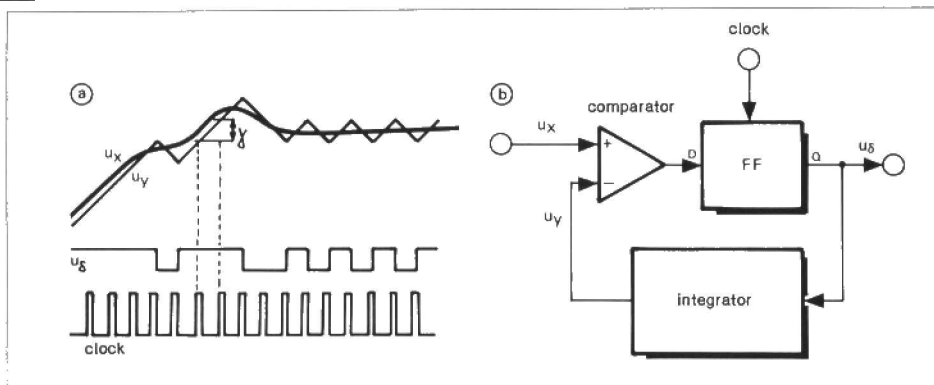 a
u_x
u_y
γ
u_δ
clock
b
clock
comparator
u_x
+
−
D
FF
Q
u_δ
u_y
integrator